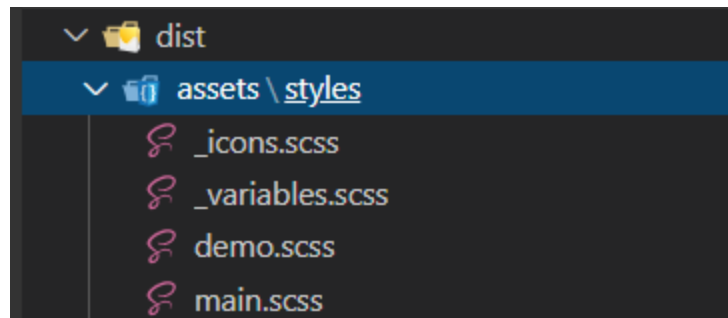 dist
assets \ styles
_icons.scss
_variables.scss
demo.scss
main.scss